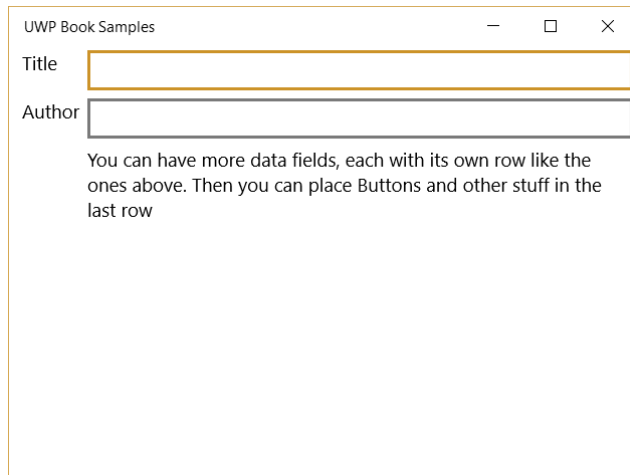 UWP Book Samples
Title
Author
You can have more data fields, each with its own row like the
ones above. Then you can place Buttons and other stuff in the
last row